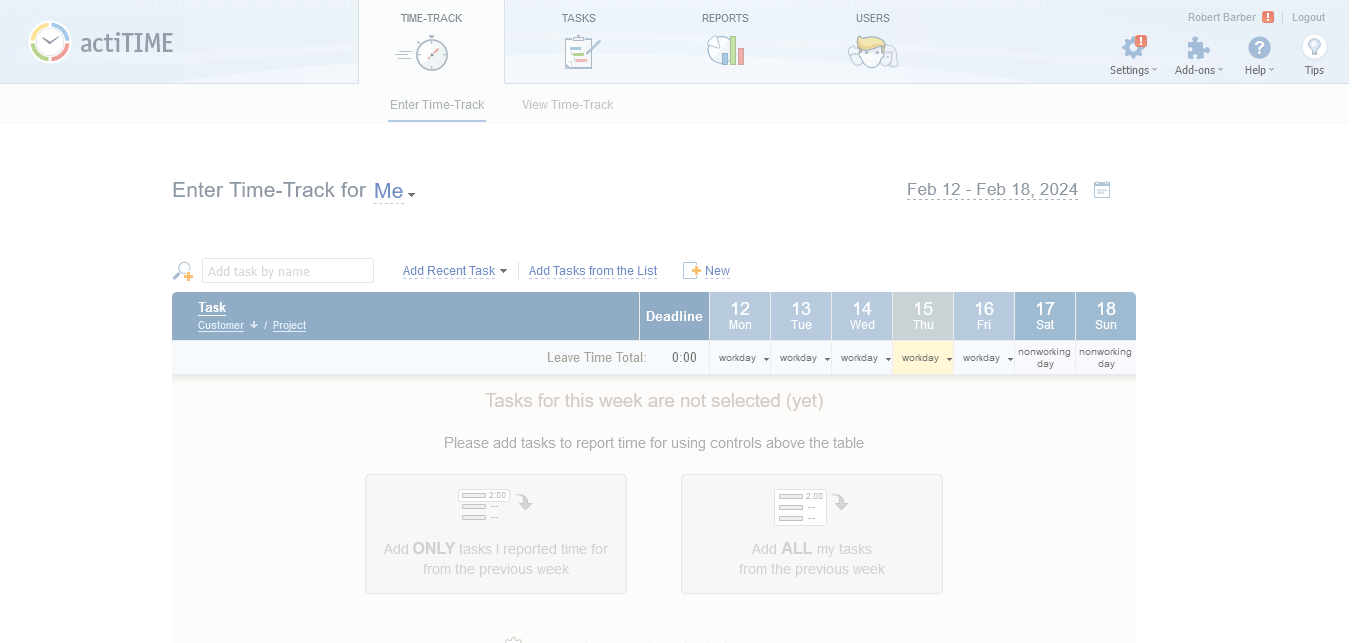 actiTIME
TIME-TRACK
TASKS
REPORTS
USERS
Robert Barber ! | Logout
Settings
Add-ons
Help
Tips
Enter Time-Track
View Time-Track
Enter Time-Track for Me
Feb 12 - Feb 18, 2024
Add task by name
Add Recent Task
Add Tasks from the List
New
Task
Customer / Project
Deadline
12 Mon
13 Tue
14 Wed
15 Thu
16 Fri
17 Sat
18 Sun
Leave Time Total: 0:00
workday
workday
workday
workday
workday
nonworking day
nonworking day
Tasks for this week are not selected (yet)
Please add tasks to report time for using controls above the table
2:00
--
--
Add ONLY tasks I reported time for
from the previous week
2:00
--
--
Add ALL my tasks
from the previous week